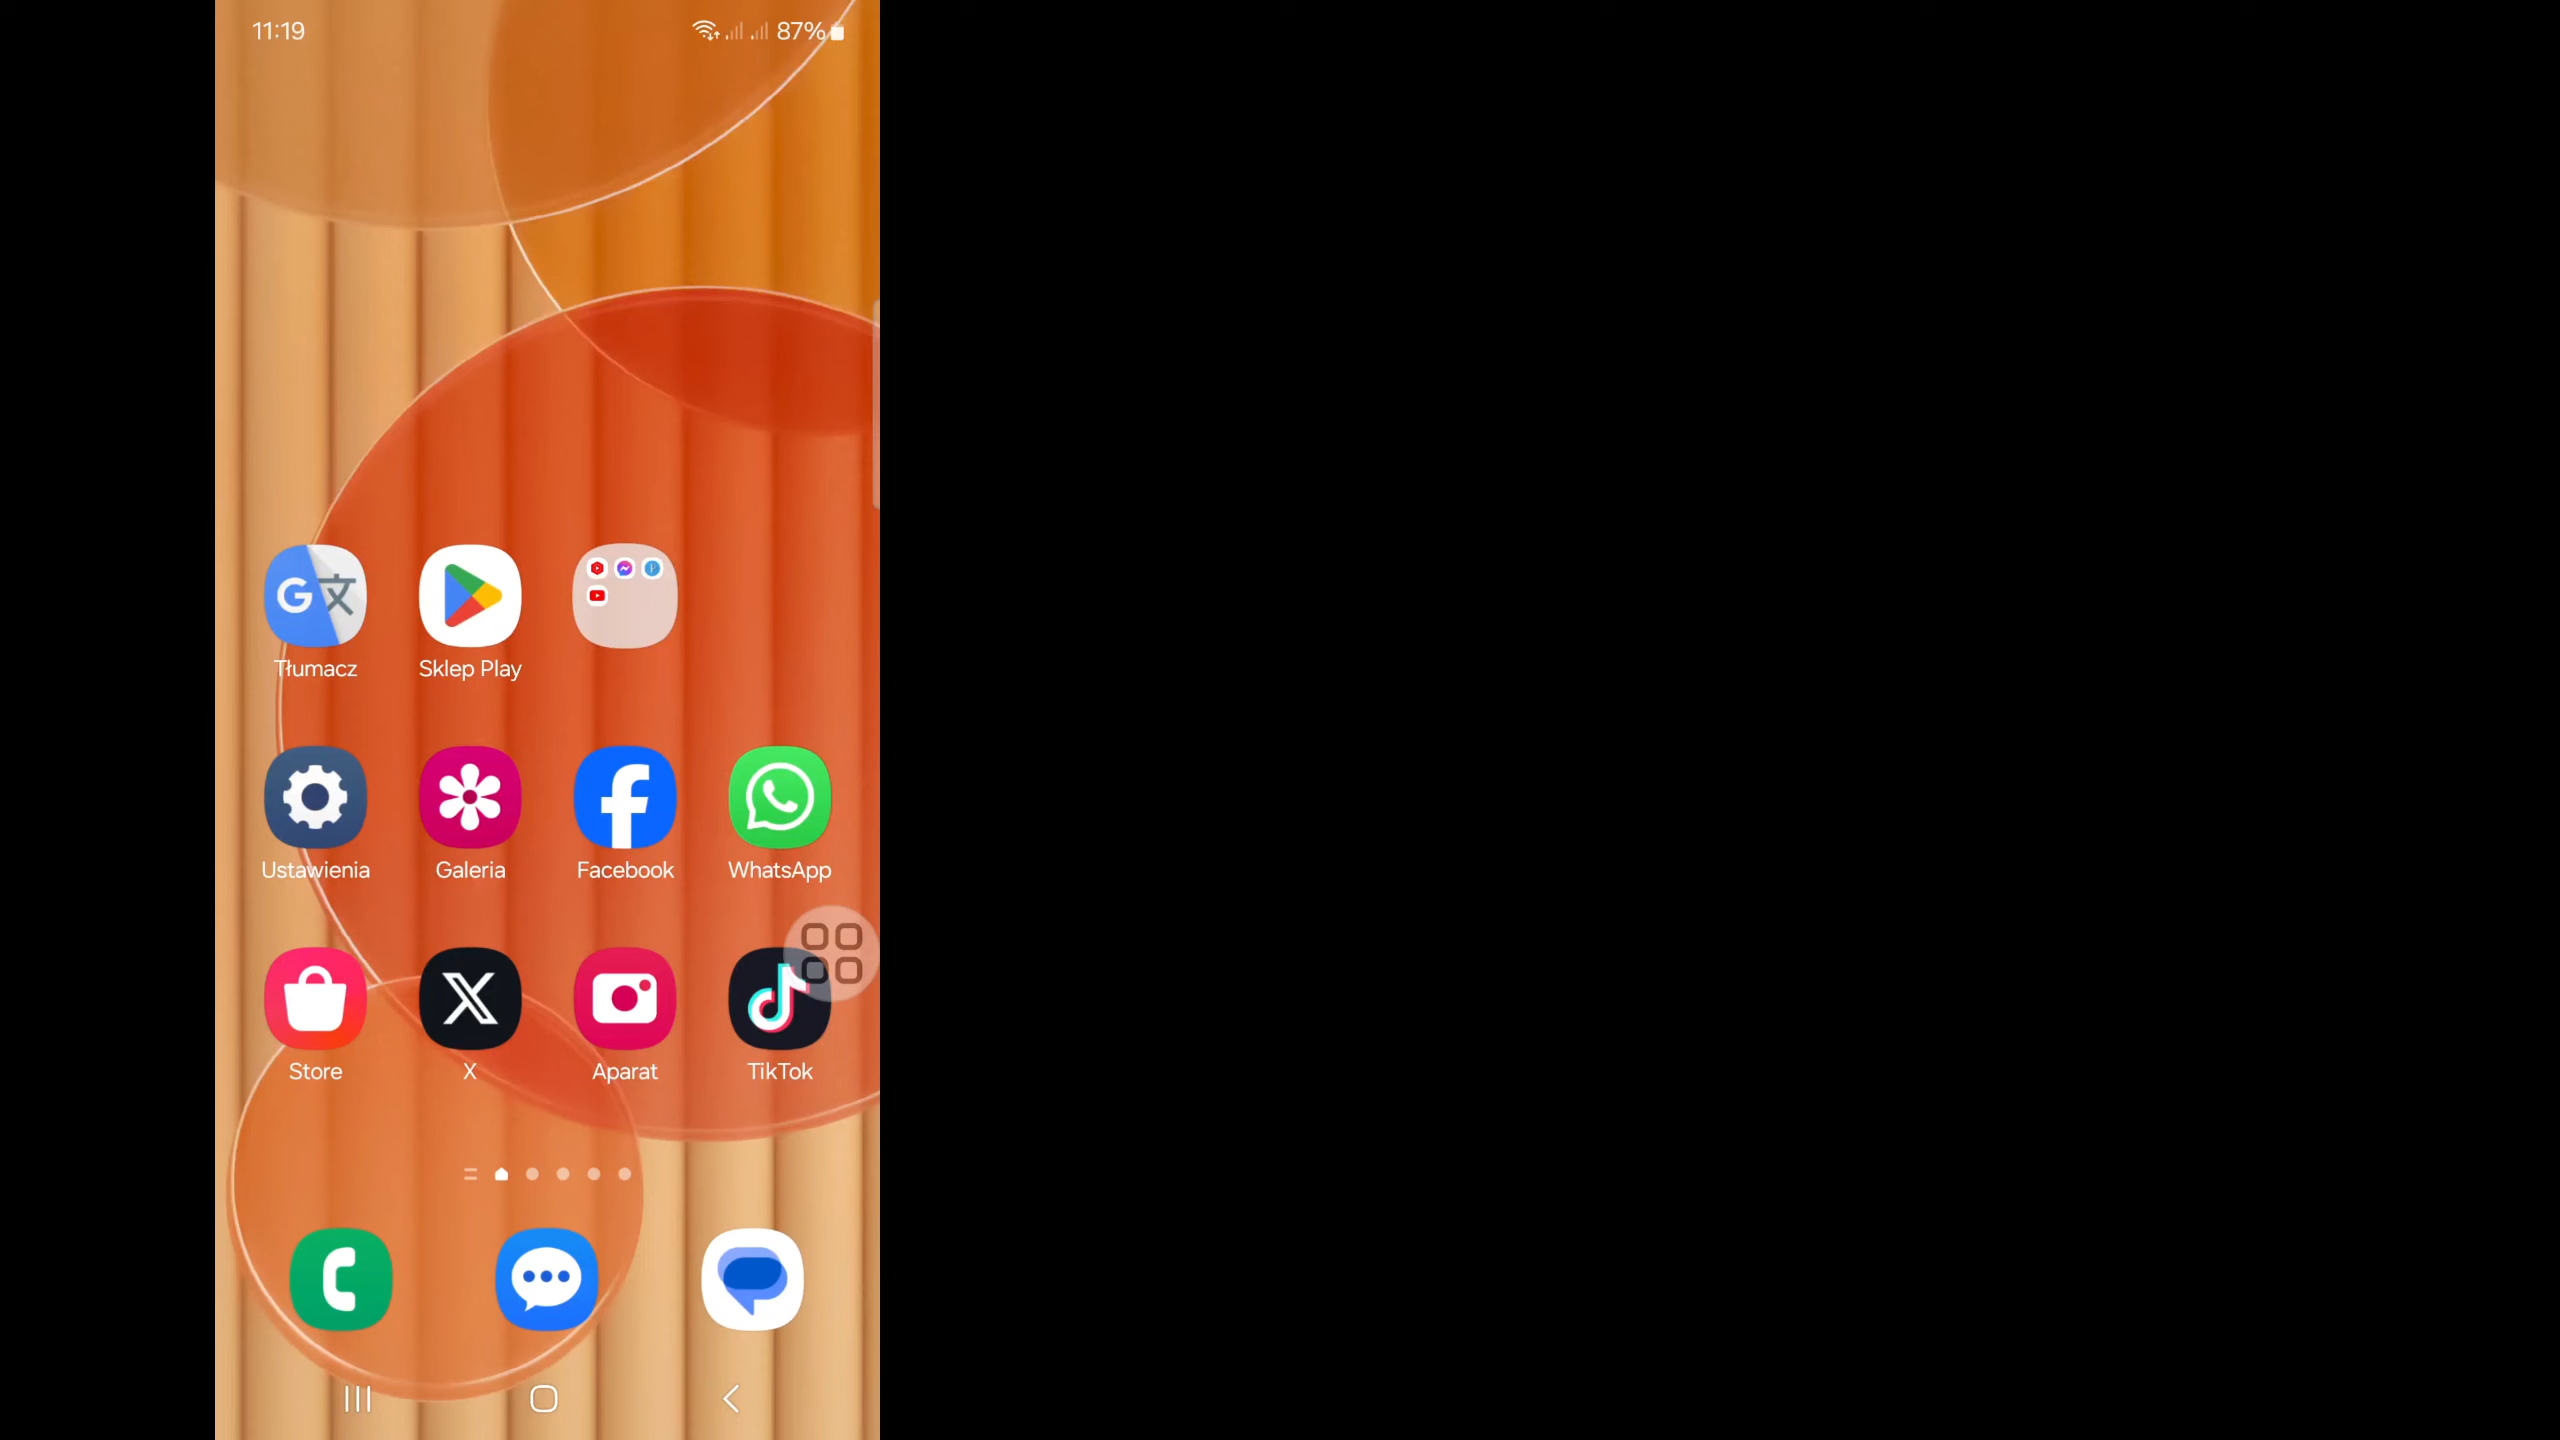 11:19 87%
Tłumacz Sklep Play
Ustawienia Galeria Facebook WhatsApp
Store X Aparat TikTok